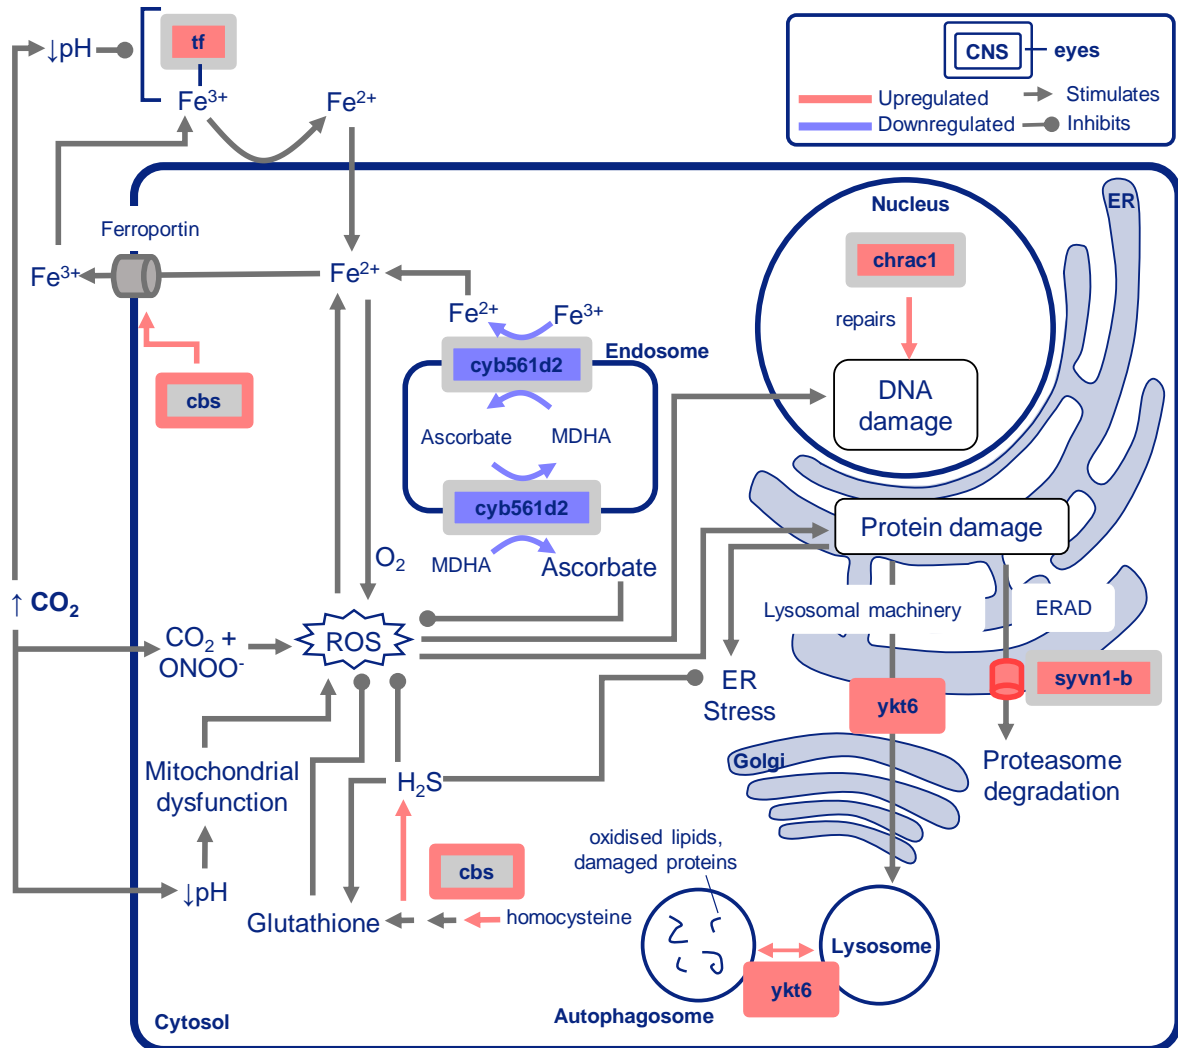 ↓pH
tf
Fe³⁺
Fe²⁺
CNS
eyes
Upregulated
Stimulates
Downregulated
Inhibits
Ferroportin
Fe³⁺
Fe²⁺
Nucleus
ER
chrac1
repairs
DNA
damage
Fe²⁺
Fe³⁺
Endosome
cyb561d2
cbs
Ascorbate
MDHA
cyb561d2
MDHA
Ascorbate
O₂
Protein damage
Lysosomal machinery
ERAD
↑ CO₂
CO₂ +
ONOO⁻
ROS
ER
Stress
ykt6
syvn1-b
Mitochondrial
dysfunction
H₂S
Golgi
Proteasome
degradation
oxidised lipids,
damaged proteins
cbs
↓pH
Glutathione
homocysteine
Lysosome
ykt6
Autophagosome
Cytosol